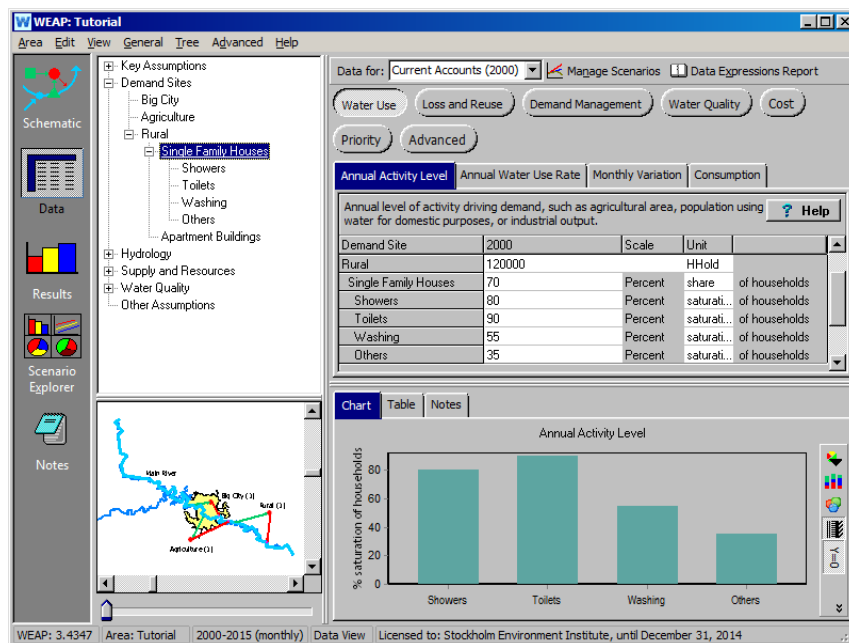 WEAP: Tutorial
Area Edit View General Tree Advanced Help
Schematic
Data
Results
Scenario
Explorer
Notes
Key Assumptions
Demand Sites
Big City
Agriculture
Rural
Single Family Houses
Showers
Toilets
Washing
Others
Apartment Buildings
Hydrology
Supply and Resources
Water Quality
Other Assumptions
Main River
Big City (1)
Rural (1)
Agriculture (1)
Data for: Current Accounts (2000) Manage Scenarios Data Expressions Report
Water Use Loss and Reuse Demand Management Water Quality Cost
Priority Advanced
Annual Activity Level Annual Water Use Rate Monthly Variation Consumption
Annual level of activity driving demand, such as agricultural area, population using
water for domestic purposes, or industrial output.
? Help
Demand Site 2000 Scale Unit
Rural 120000 HHold
Single Family Houses 70 Percent share of households
Showers 80 Percent saturati... of households
Toilets 90 Percent saturati... of households
Washing 55 Percent saturati... of households
Others 35 Percent saturati... of households
Chart Table Notes
Annual Activity Level
% saturation of households
80
60
40
20
0
Showers Toilets Washing Others
Y=0
WEAP: 3.4347 Area: Tutorial 2000-2015 (monthly) Data View Licensed to: Stockholm Environment Institute, until December 31, 2014